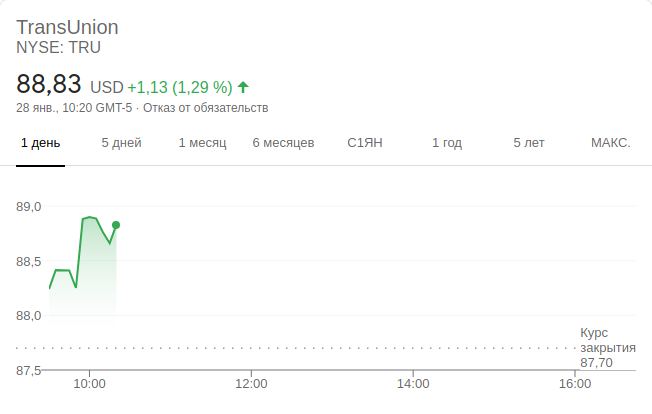 TransUnion
NYSE: TRU
88,83 USD +1,13 (1,29 %)
28 янв., 10:20 GMT-5 · Отказ от обязательств
1 день 5 дней 1 месяц 6 месяцев С1ЯН 1 год 5 лет МАКС.
89,0
88,5
88,0
Курс
закрытия
87,70
87,5
10:00 12:00 14:00 16:00